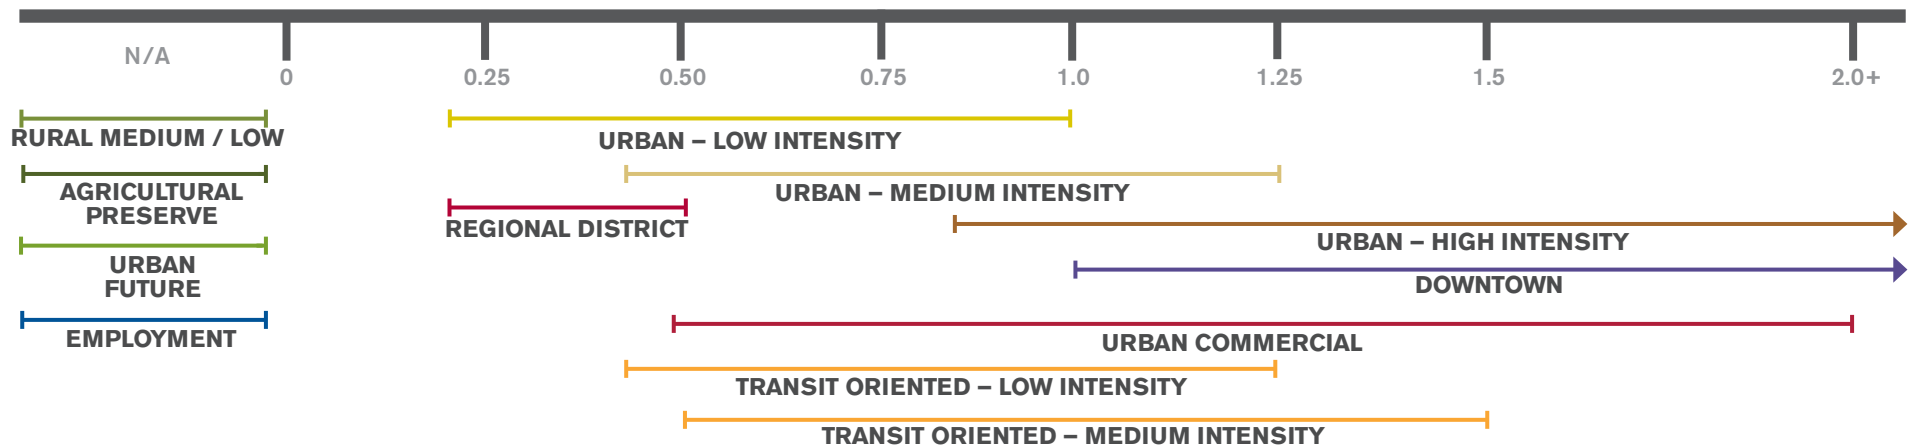 N/A
0
0.25
0.50
0.75
1.0
1.25
1.5
2.0+
RURAL MEDIUM / LOW
URBAN – LOW INTENSITY
AGRICULTURAL
PRESERVE
URBAN – MEDIUM INTENSITY
REGIONAL DISTRICT
URBAN – HIGH INTENSITY
URBAN
FUTURE
DOWNTOWN
EMPLOYMENT
URBAN COMMERCIAL
TRANSIT ORIENTED – LOW INTENSITY
TRANSIT ORIENTED – MEDIUM INTENSITY